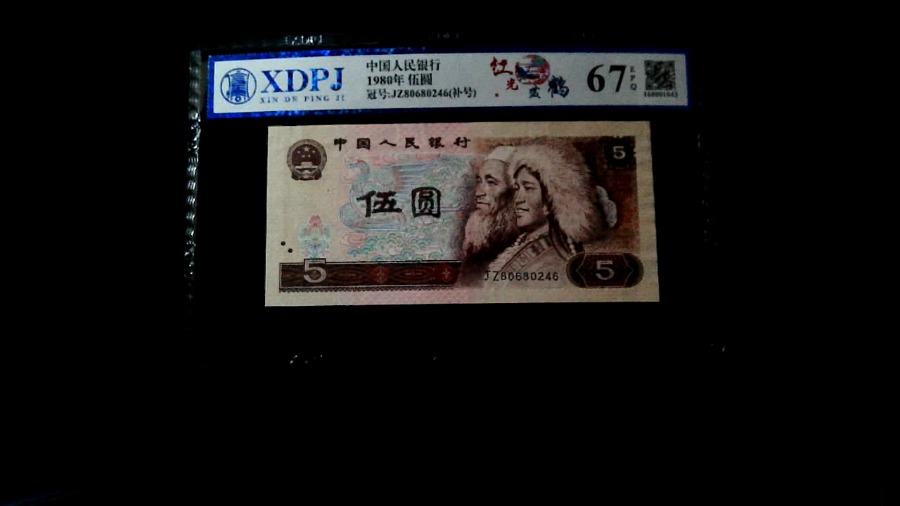 XDPJ
XIN DE PING JI
中国人民银行
1980年 伍圆
冠号:JZ80680246(补号)
红
光
鹤
67
EPQ
中国人民银行
5
伍圆
5
JZ80680246
5